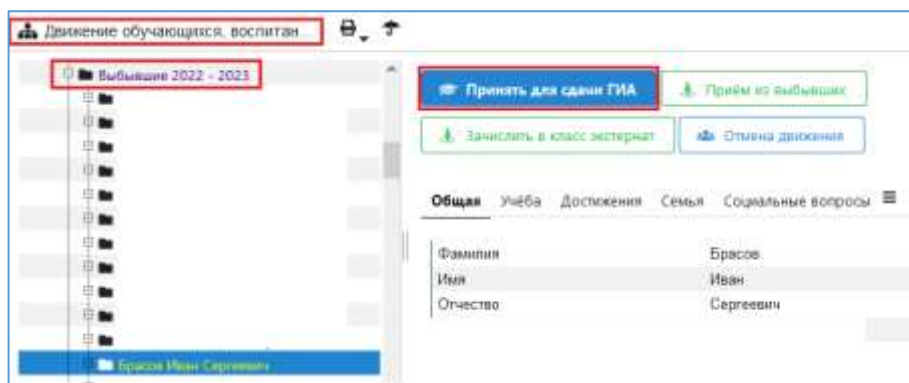 Движение обучающихся, воспитан
Выбывшие 2022 - 2023
Брасов Иван Сергеевич
Принять для сдачи ГИА
Приём из выбывших
Зачислить в класс экстернат
Отмена движения
Общая Учёба Достижения Семья Социальные вопросы
Фамилия Брасов
Имя Иван
Отчество Сергеевич